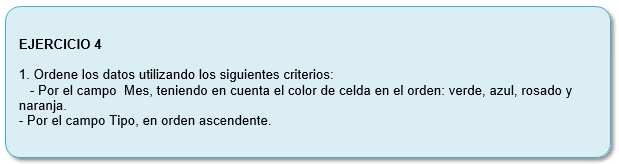 EJERCICIO 4
1. Ordene los datos utilizando los siguientes criterios:
- Por el campo  Mes, teniendo en cuenta el color de celda en el orden: verde, azul, rosado y
naranja.
- Por el campo Tipo, en orden ascendente.